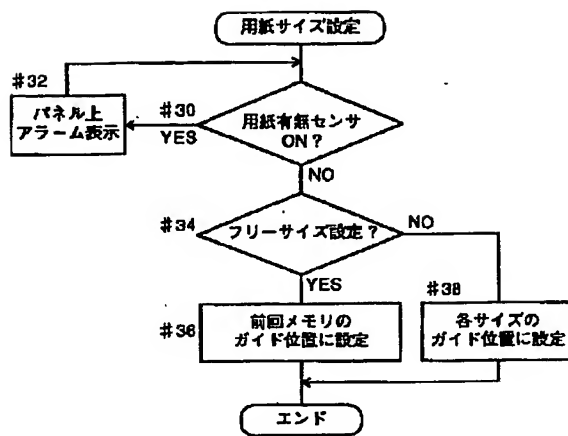 用紙サイズ設定
#32
パネル上
アラーム表示
#30
YES
用紙有無センサ
ON?
NO
#34
フリーサイズ設定?
NO
YES
#36
前回メモリの
ガイド位置に設定
#38
各サイズの
ガイド位置に設定
エンド